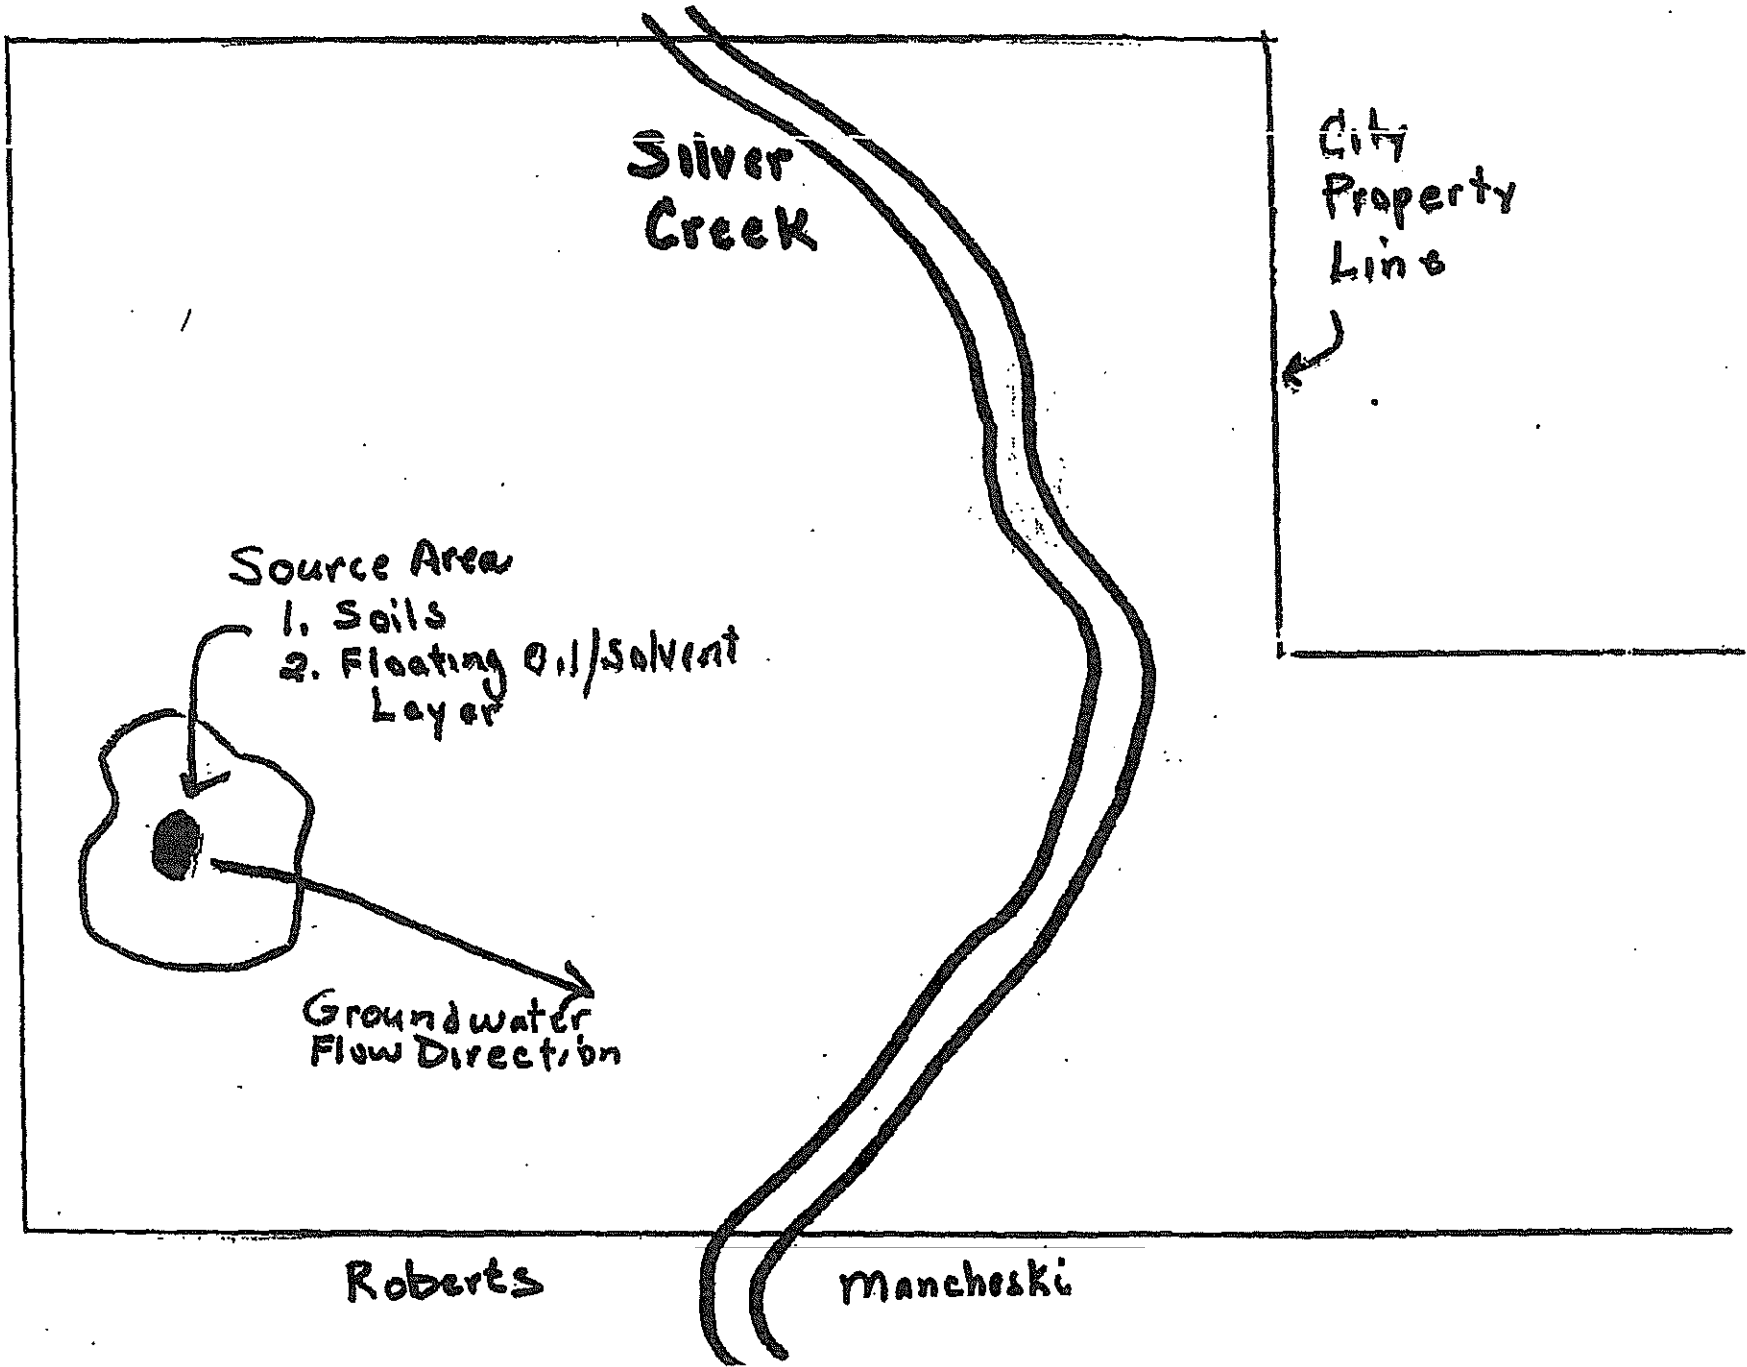 Silver
Creek
City
Property
Line
Source Area
1. Soils
2. Floating Oil/Solvent
Layer
Groundwater
Flow Direction
Roberts
Mancheski